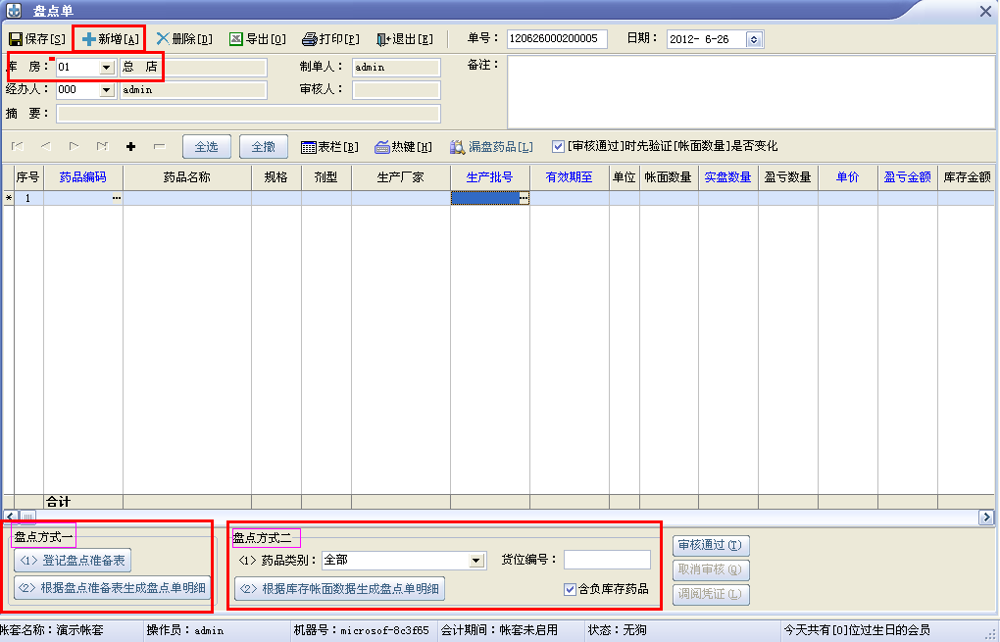 盘点单
保存[S] 新增[A] 删除[D] 导出[O] 打印[P] 退出[E] 单号： 120626000200005 日期： 2012- 6-26
库 房： 01 总 店 制单人： admin 备注：
经办人： 000 admin 审核人：
摘 要：
全选 全撤 表栏[B] 热键[H] 漏盘药品[L] [审核通过]时先验证[帐面数量]是否变化
序号 药品编码 药品名称 规格 剂型 生产厂家 生产批号 有效期至 单位 帐面数量 实盘数量 盈亏数量 单价 盈亏金额 库存金额
* 1 ... ...
合计
盘点方式一
<1> 登记盘点准备表
<2> 根据盘点准备表生成盘点单明细
盘点方式二
<1> 药品类别： 全部 货位编号：
<2> 根据库存帐面数据生成盘点单明细 含负库存药品
审核通过(T)
取消审核(Q)
调阅凭证(L)
帐套名称：演示帐套 操作员：admin 机器号：microsof-8c3f65 会计期间：帐套未启用 状态：无狗 今天共有[0]位过生日的会员